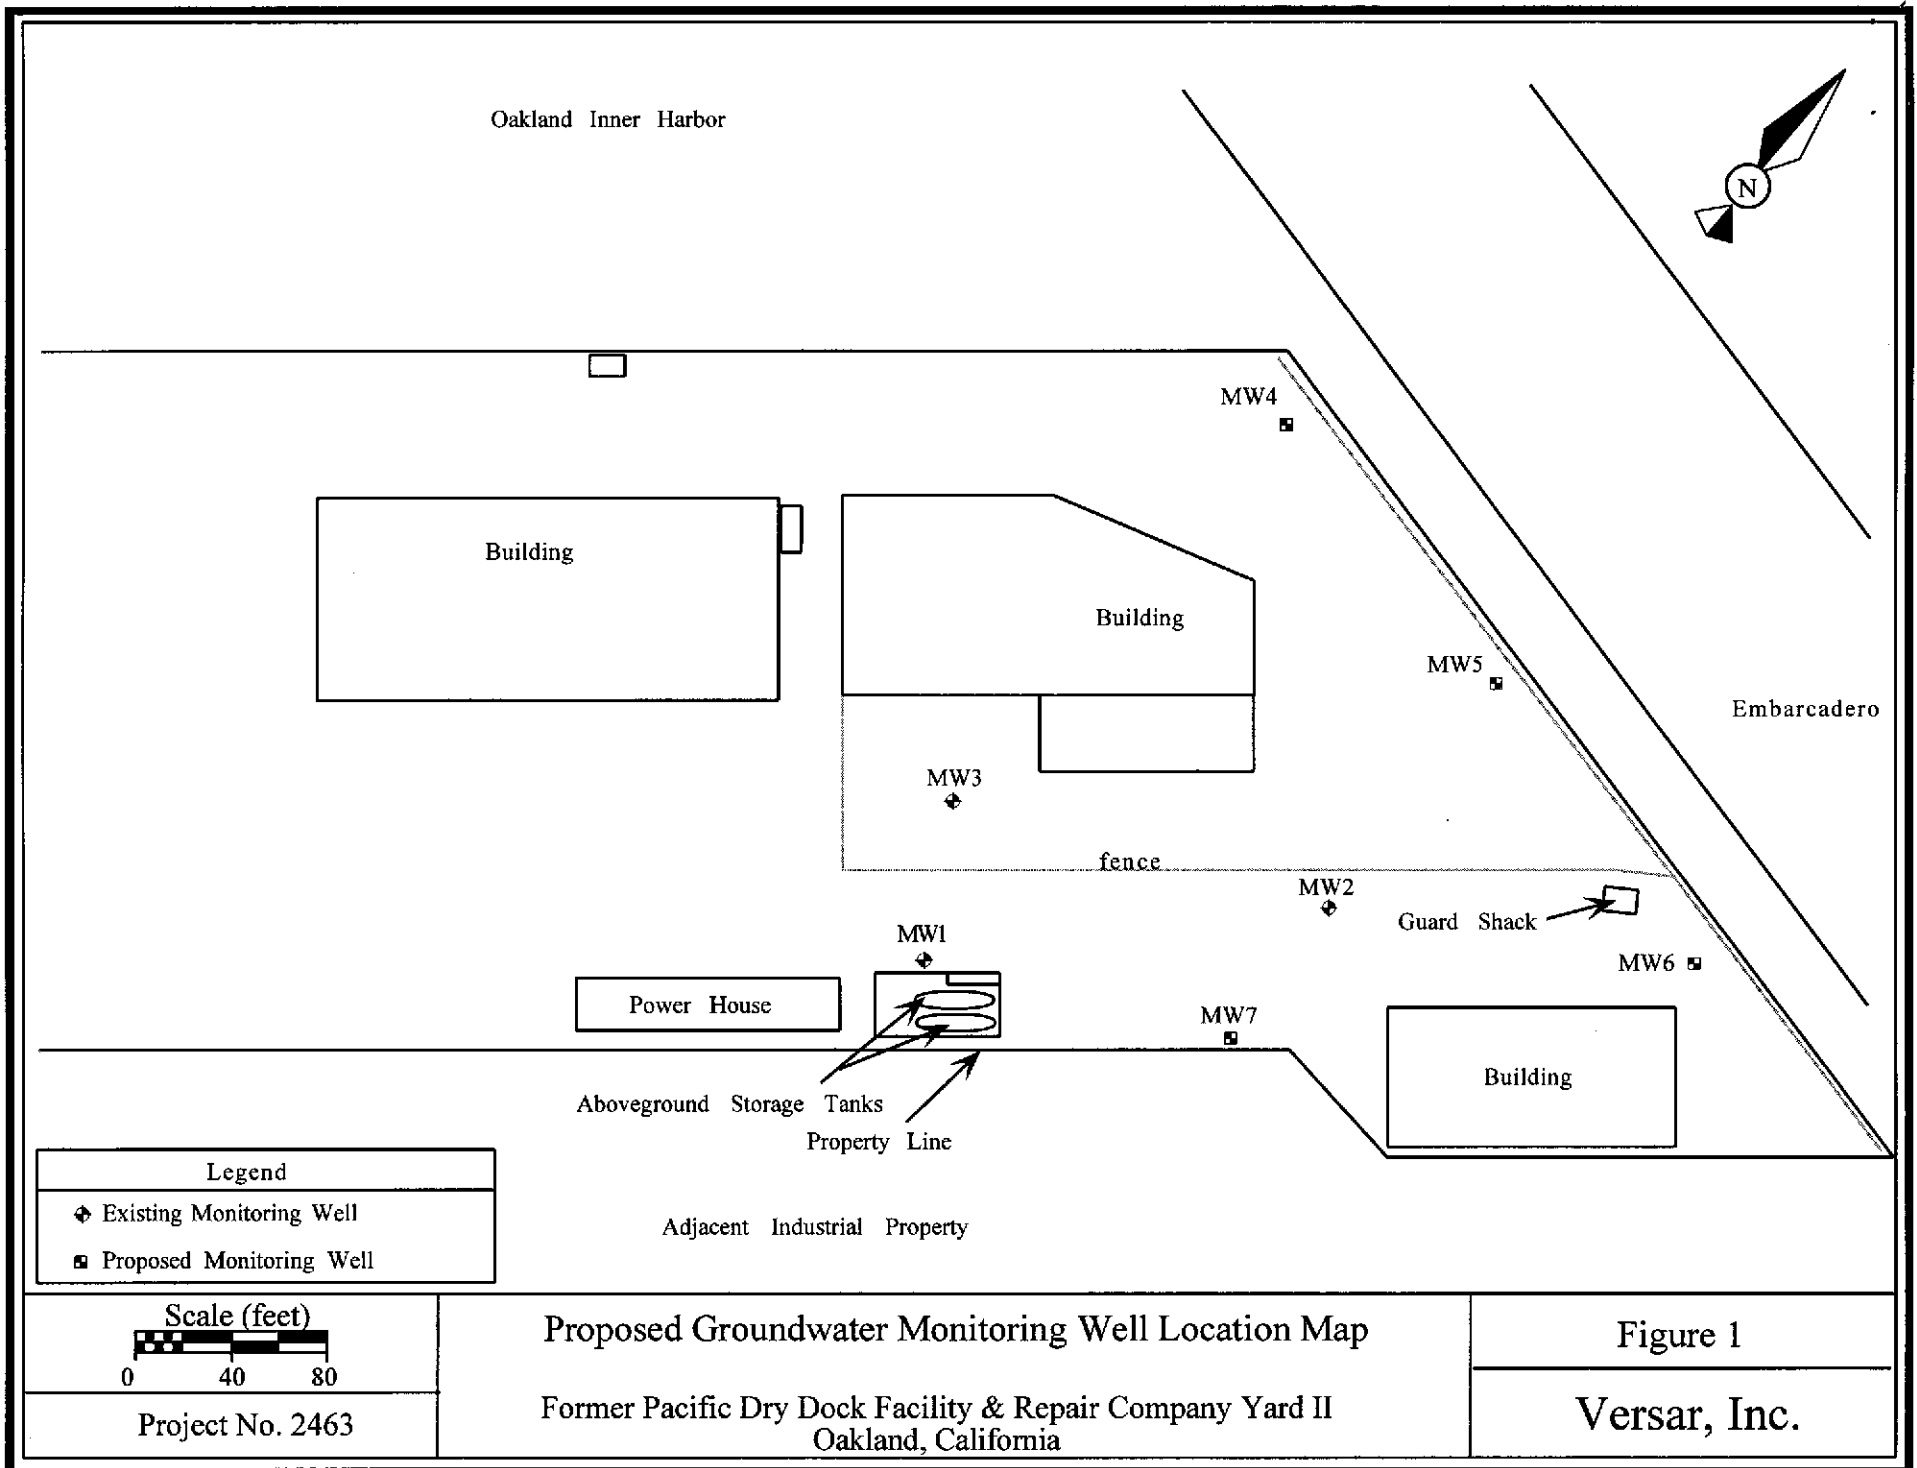 Oakland Inner Harbor
N
MW4
Building
Building
MW5
Embarcadero
MW3
fence
MW2
Guard Shack
MW1
MW6
Power House
MW7
Building
Aboveground Storage Tanks
Property Line
Legend
Existing Monitoring Well
Proposed Monitoring Well
Adjacent Industrial Property
Scale (feet)
0 40 80
Project No. 2463
Proposed Groundwater Monitoring Well Location Map
Former Pacific Dry Dock Facility & Repair Company Yard II
Oakland, California
Figure 1
Versar, Inc.